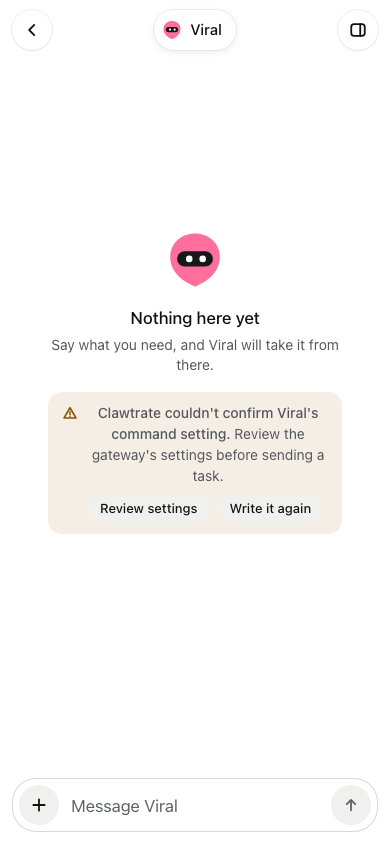 Viral
Nothing here yet
Say what you need, and Viral will take it from
there.
Clawtrate couldn't confirm Viral's
command setting. Review the
gateway's settings before sending a
task.
Review settings
Write it again
Message Viral